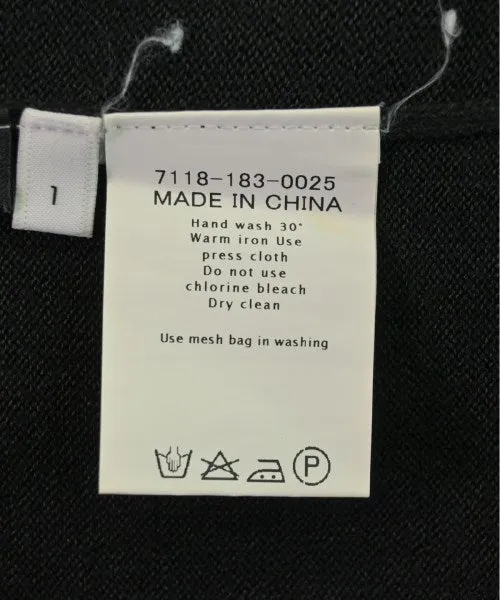 1
7118-183-0025
MADE IN CHINA
Hand wash 30°
Warm iron Use
press cloth
Do not use
chlorine bleach
Dry clean
Use mesh bag in washing
P